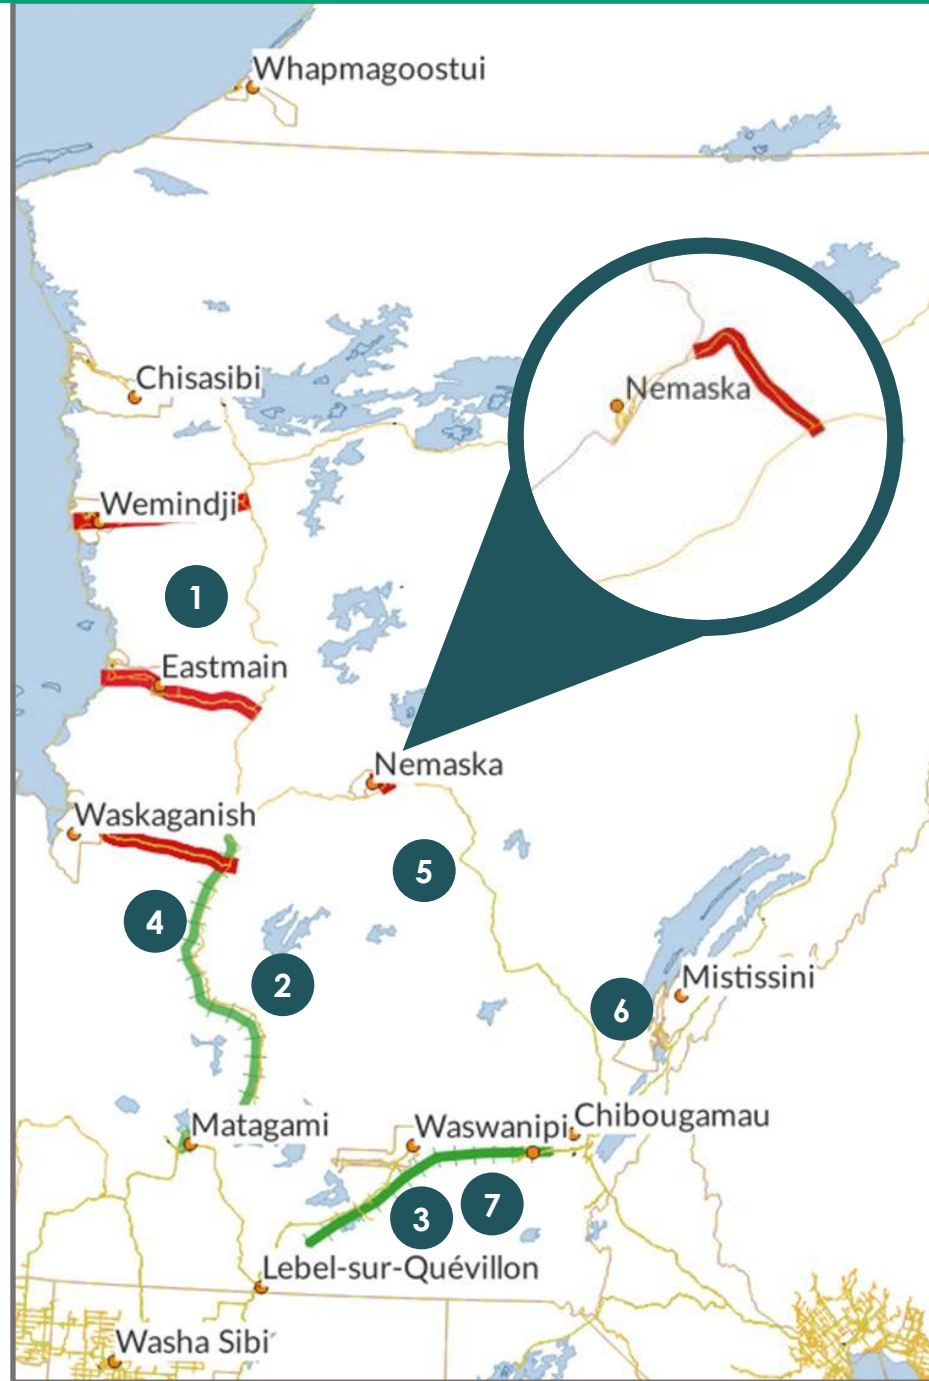 Whapmagoostui
Chisasibi
Nemaska
Wemindji
1
Eastmain
Nemaska
Waskaganish
5
4
2
Mistissini
6
Matagami
Waswanipi
Chibougamau
3
7
Lebel-sur-Quévillon
Washa Sibi